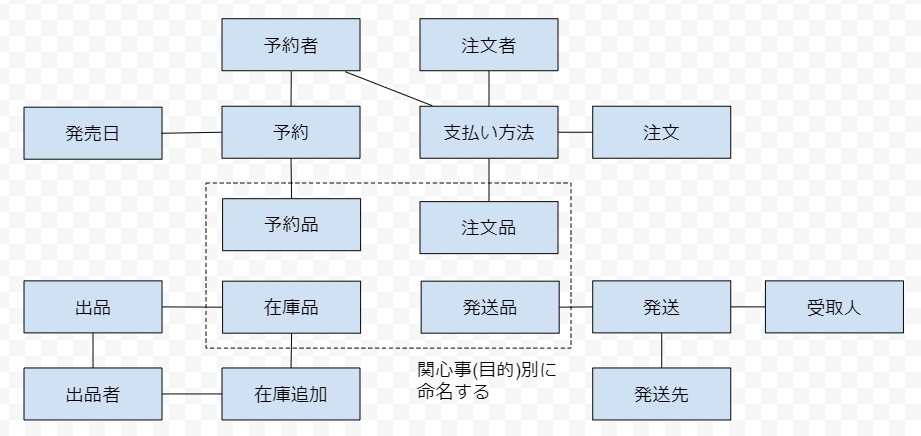 予約者
注文者
発売日
予約
支払い方法
注文
予約品
注文品
出品
在庫品
発送品
発送
受取人
出品者
在庫追加
関心事(目的)別に
命名する
発送先